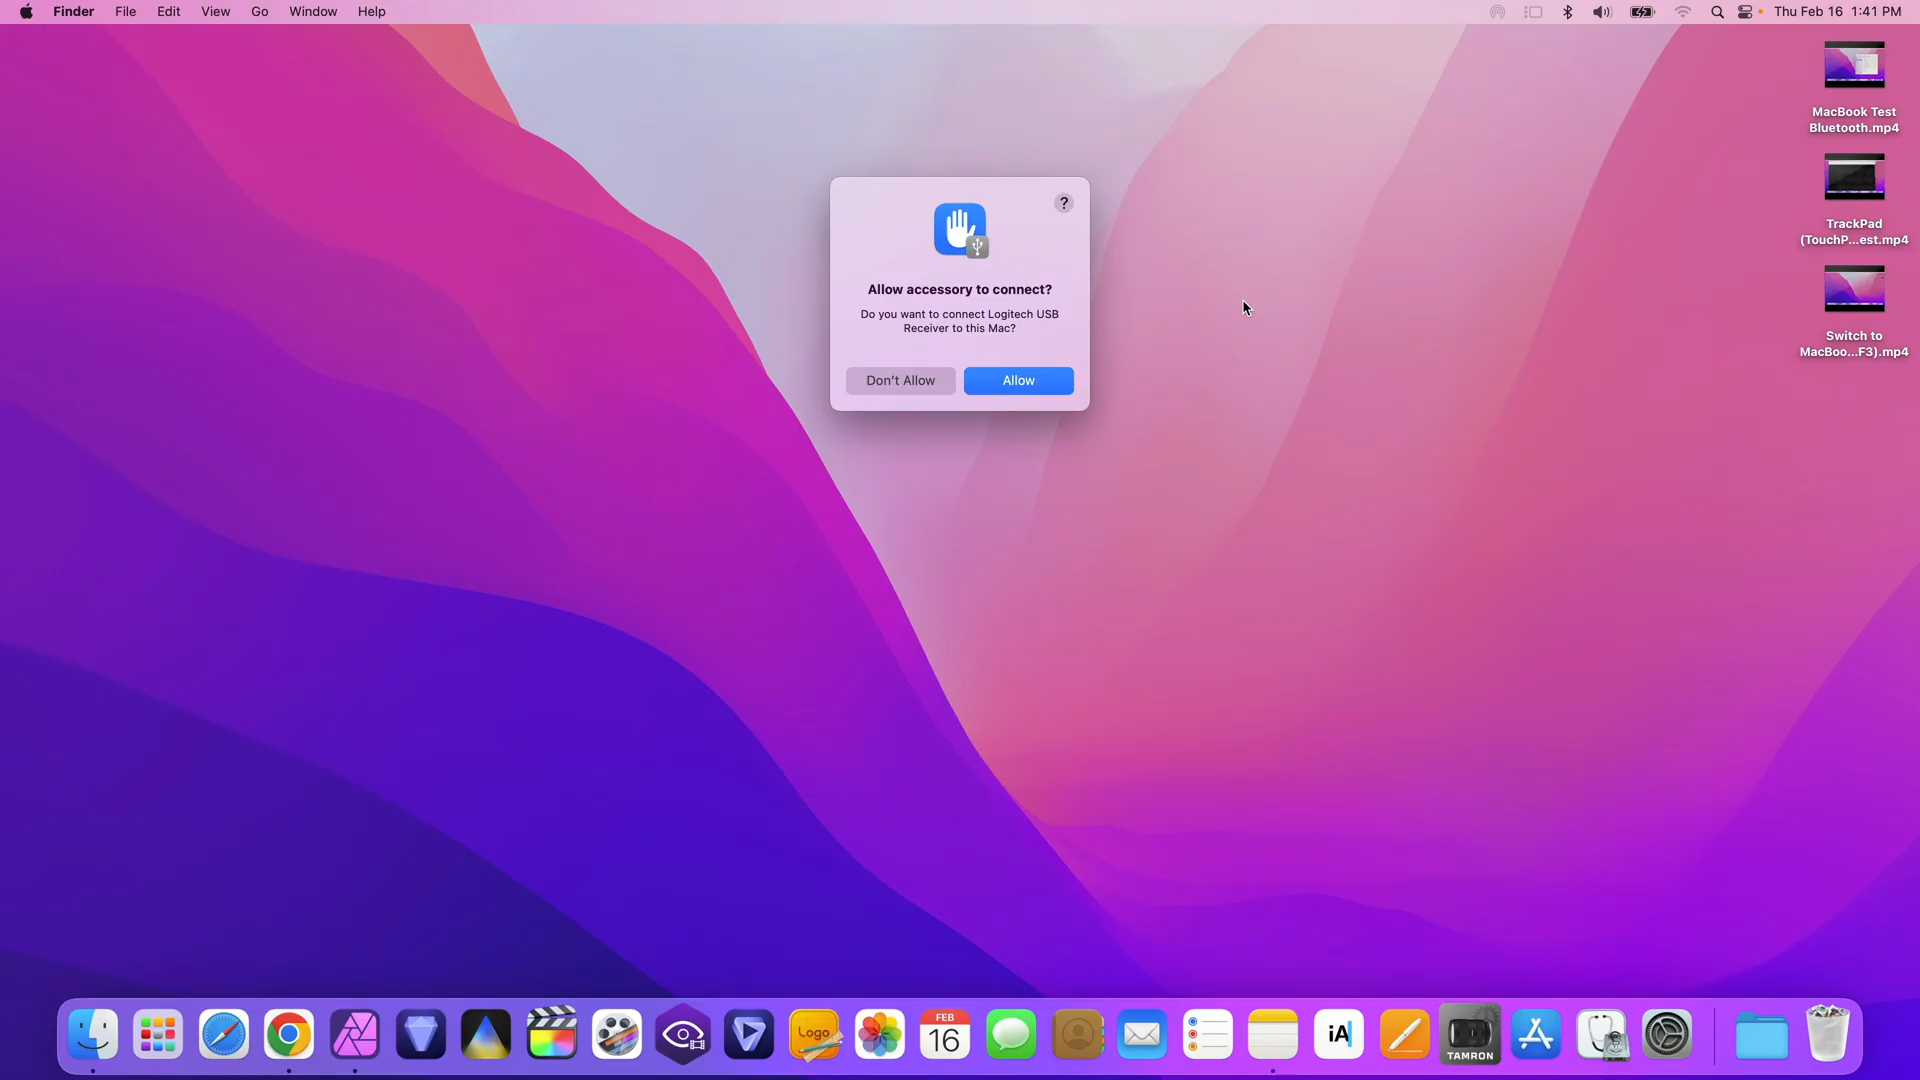 Finder File Edit View Go Window Help Thu Feb 16 1:41 PM
MacBook Test
Bluetooth.mp4
TrackPad
(TouchP...est.mp4
Switch to
MacBoo...F3).mp4
?
Allow accessory to connect?
Do you want to connect Logitech USB
Receiver to this Mac?
Don't Allow Allow
Logo
FEB
16
iA
TAMRON